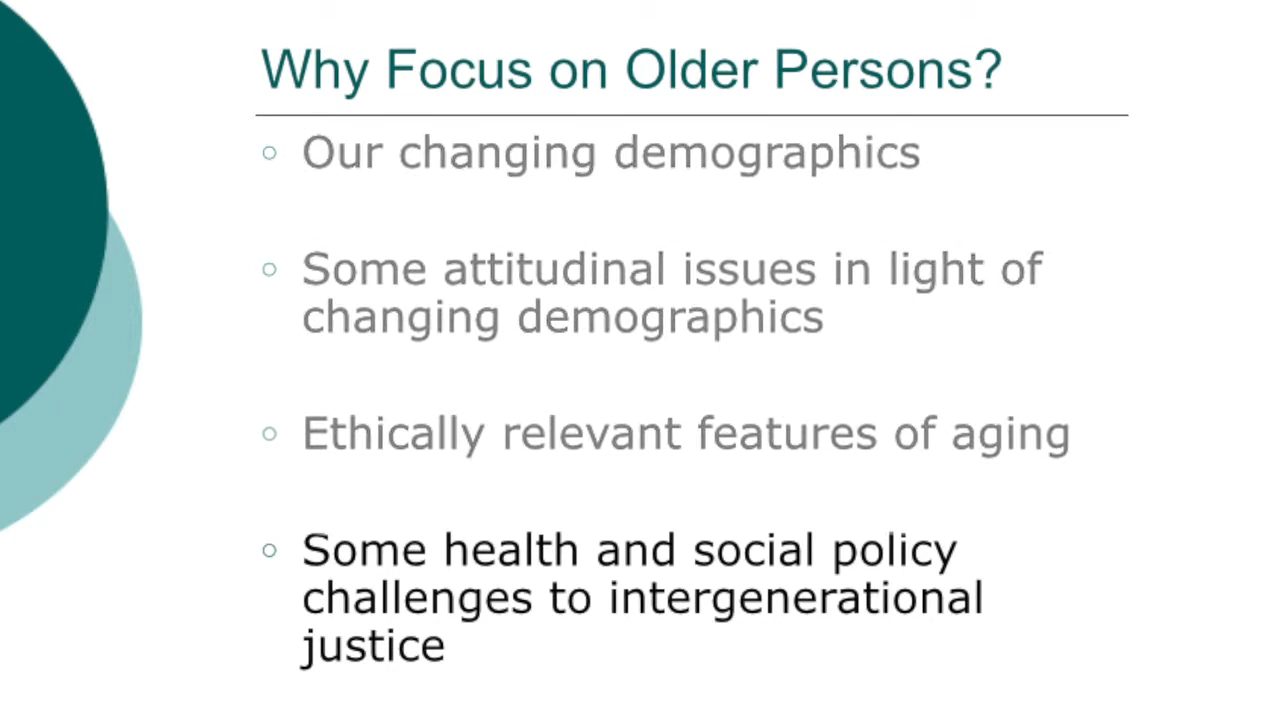 Why Focus on Older Persons?
Our changing demographics
Some attitudinal issues in light of
changing demographics
Ethically relevant features of aging
Some health and social policy
challenges to intergenerational
justice